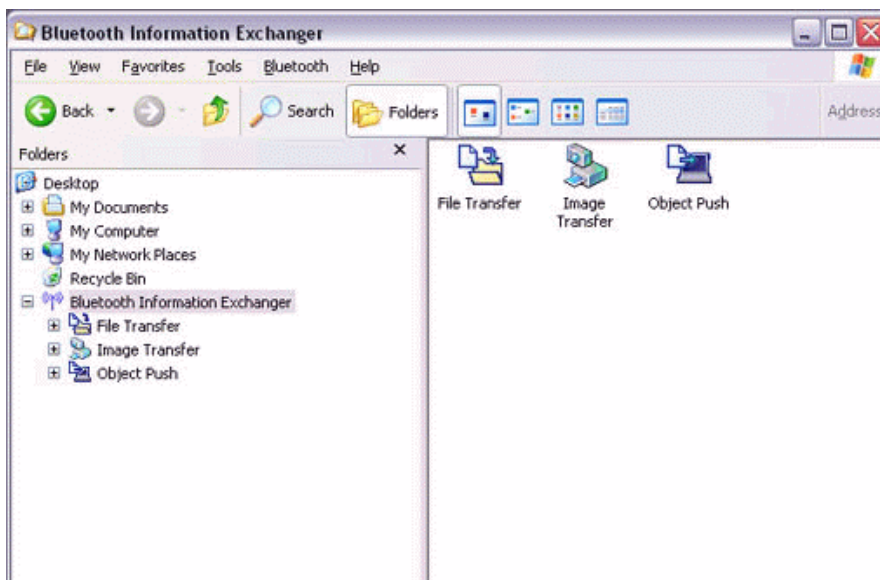 Bluetooth Information Exchanger
File View Favorites Tools Bluetooth Help
Back Search Folders Address
Folders
Desktop
My Documents
My Computer
My Network Places
Recycle Bin
Bluetooth Information Exchanger
File Transfer
Image Transfer
Object Push
File Transfer
Image
Transfer
Object Push